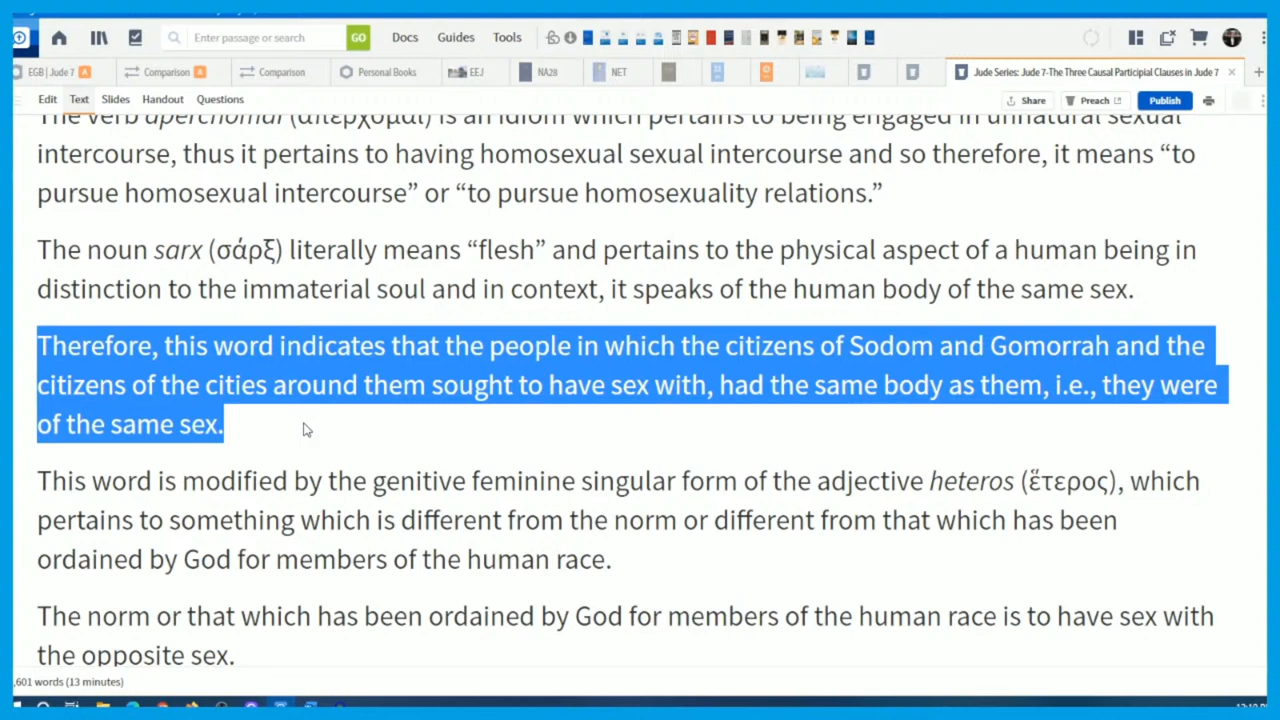 Enter passage or search
GO
Docs
Guides
Tools
EGB | Jude 7
A
Comparison
A
Comparison
Personal Books
EEJ
NA28
NET
Jude Series: Jude 7-The Three Causal Participial Clauses in Jude 7
Edit
Text
Slides
Handout
Questions
Share
Preach
Publish
The verb aperchomai (ἀπέρχομαι) is an idiom which pertains to being engaged in unnatural sexual
intercourse, thus it pertains to having homosexual sexual intercourse and so therefore, it means “to
pursue homosexual intercourse” or “to pursue homosexuality relations.”
The noun sarx (σάρξ) literally means “flesh” and pertains to the physical aspect of a human being in
distinction to the immaterial soul and in context, it speaks of the human body of the same sex.
Therefore, this word indicates that the people in which the citizens of Sodom and Gomorrah and the
citizens of the cities around them sought to have sex with, had the same body as them, i.e., they were
of the same sex.
This word is modified by the genitive feminine singular form of the adjective heteros (ἕτερος), which
pertains to something which is different from the norm or different from that which has been
ordained by God for members of the human race.
The norm or that which has been ordained by God for members of the human race is to have sex with
the opposite sex.
,601 words (13 minutes)